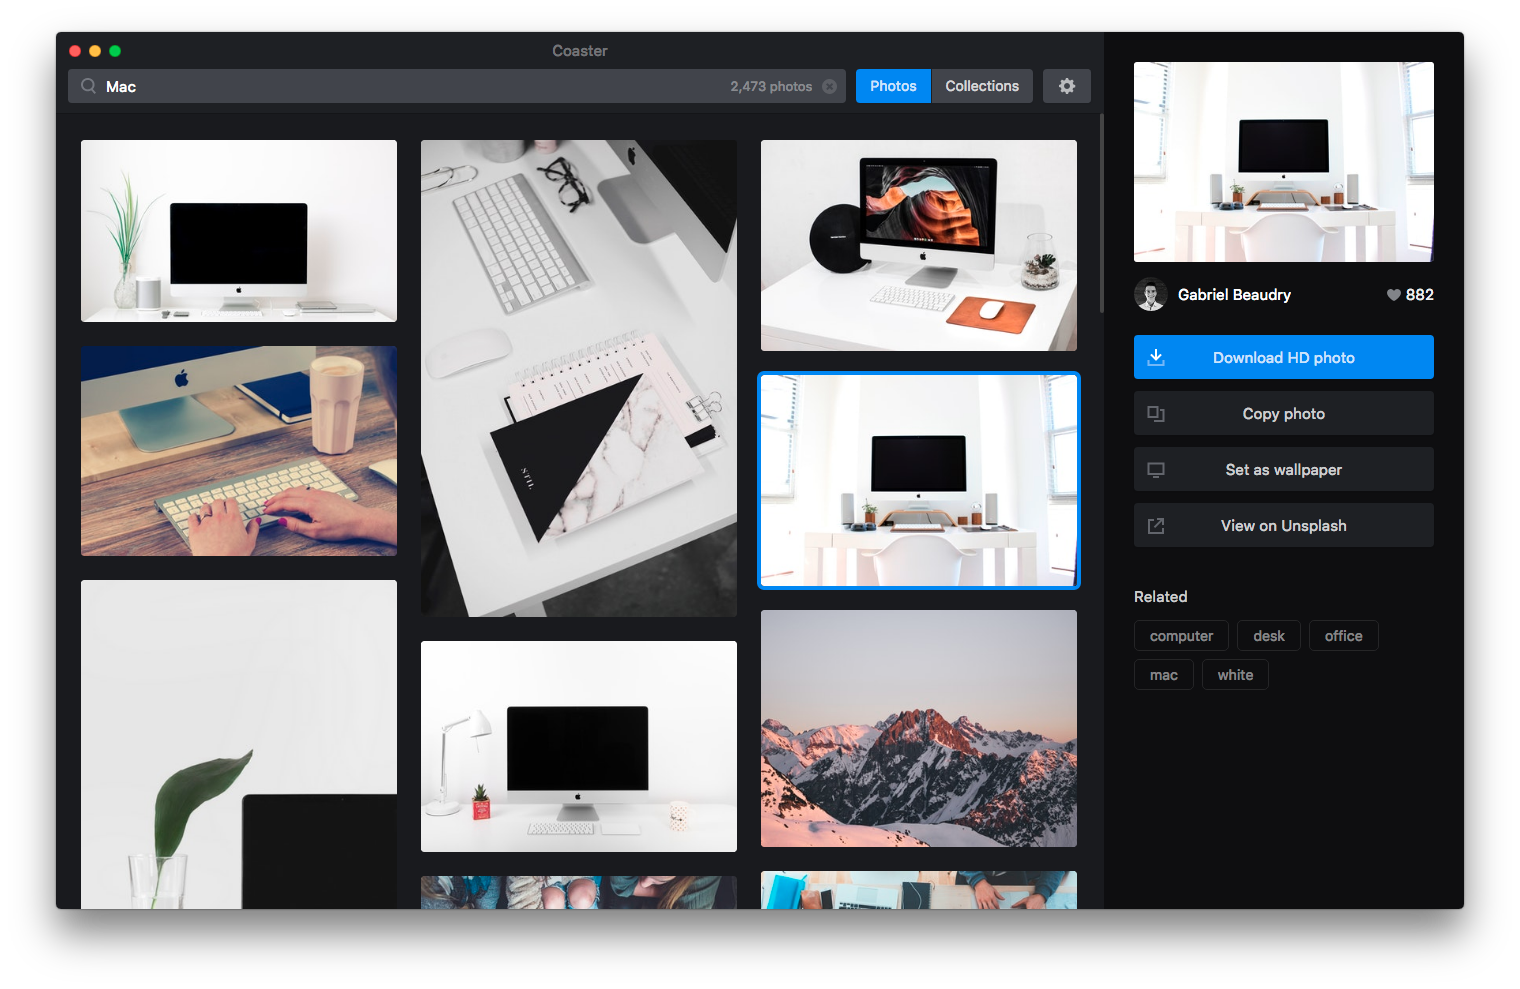 Coaster
Mac
2,473 photos
Photos
Collections
STIL
Gabriel Beaudry
882
Download HD photo
Copy photo
Set as wallpaper
View on Unsplash
Related
computer
desk
office
mac
white